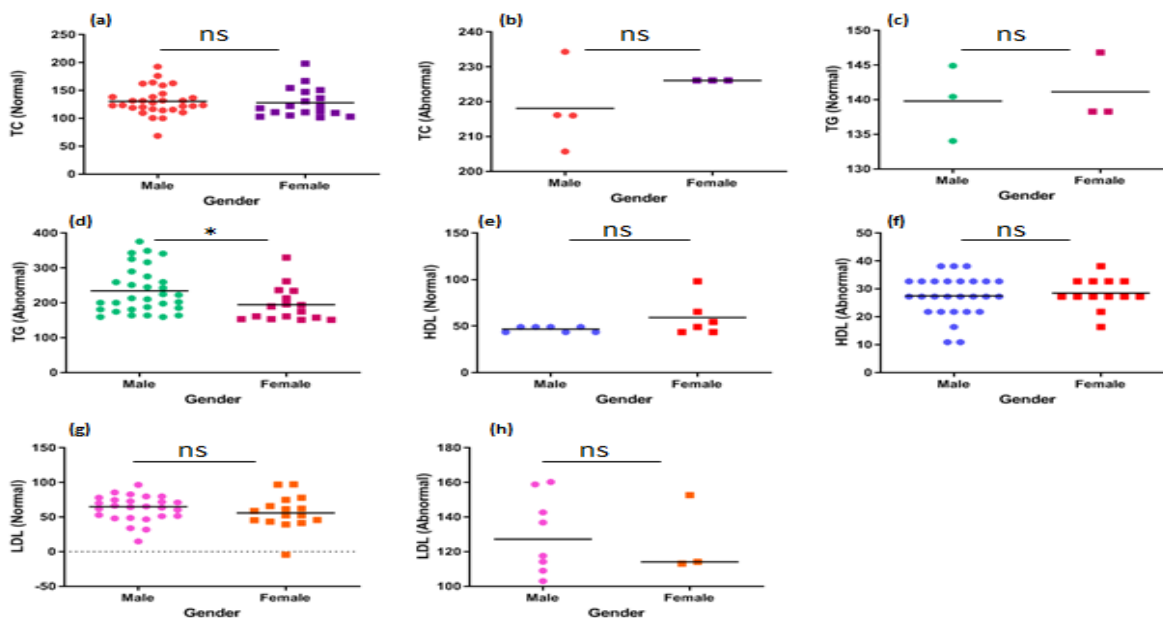 (a)
ns
TC (Normal)
250
200
150
100
50
0
Male
Female
Gender
(b)
ns
TC (Abnormal)
240
230
220
210
200
Male
Female
Gender
(c)
ns
TG (Normal)
150
145
140
135
130
Male
Female
Gender
(d)
*
TG (Abnormal)
400
300
200
100
0
Male
Female
Gender
(e)
ns
HDL (Normal)
150
100
50
0
Male
Female
Gender
(f)
ns
HDL (Abnormal)
50
40
30
20
10
0
Male
Female
Gender
(g)
ns
LDL (Normal)
150
100
50
0
-50
Male
Female
Gender
(h)
ns
LDL (Abnormal)
180
160
140
120
100
Male
Female
Gender